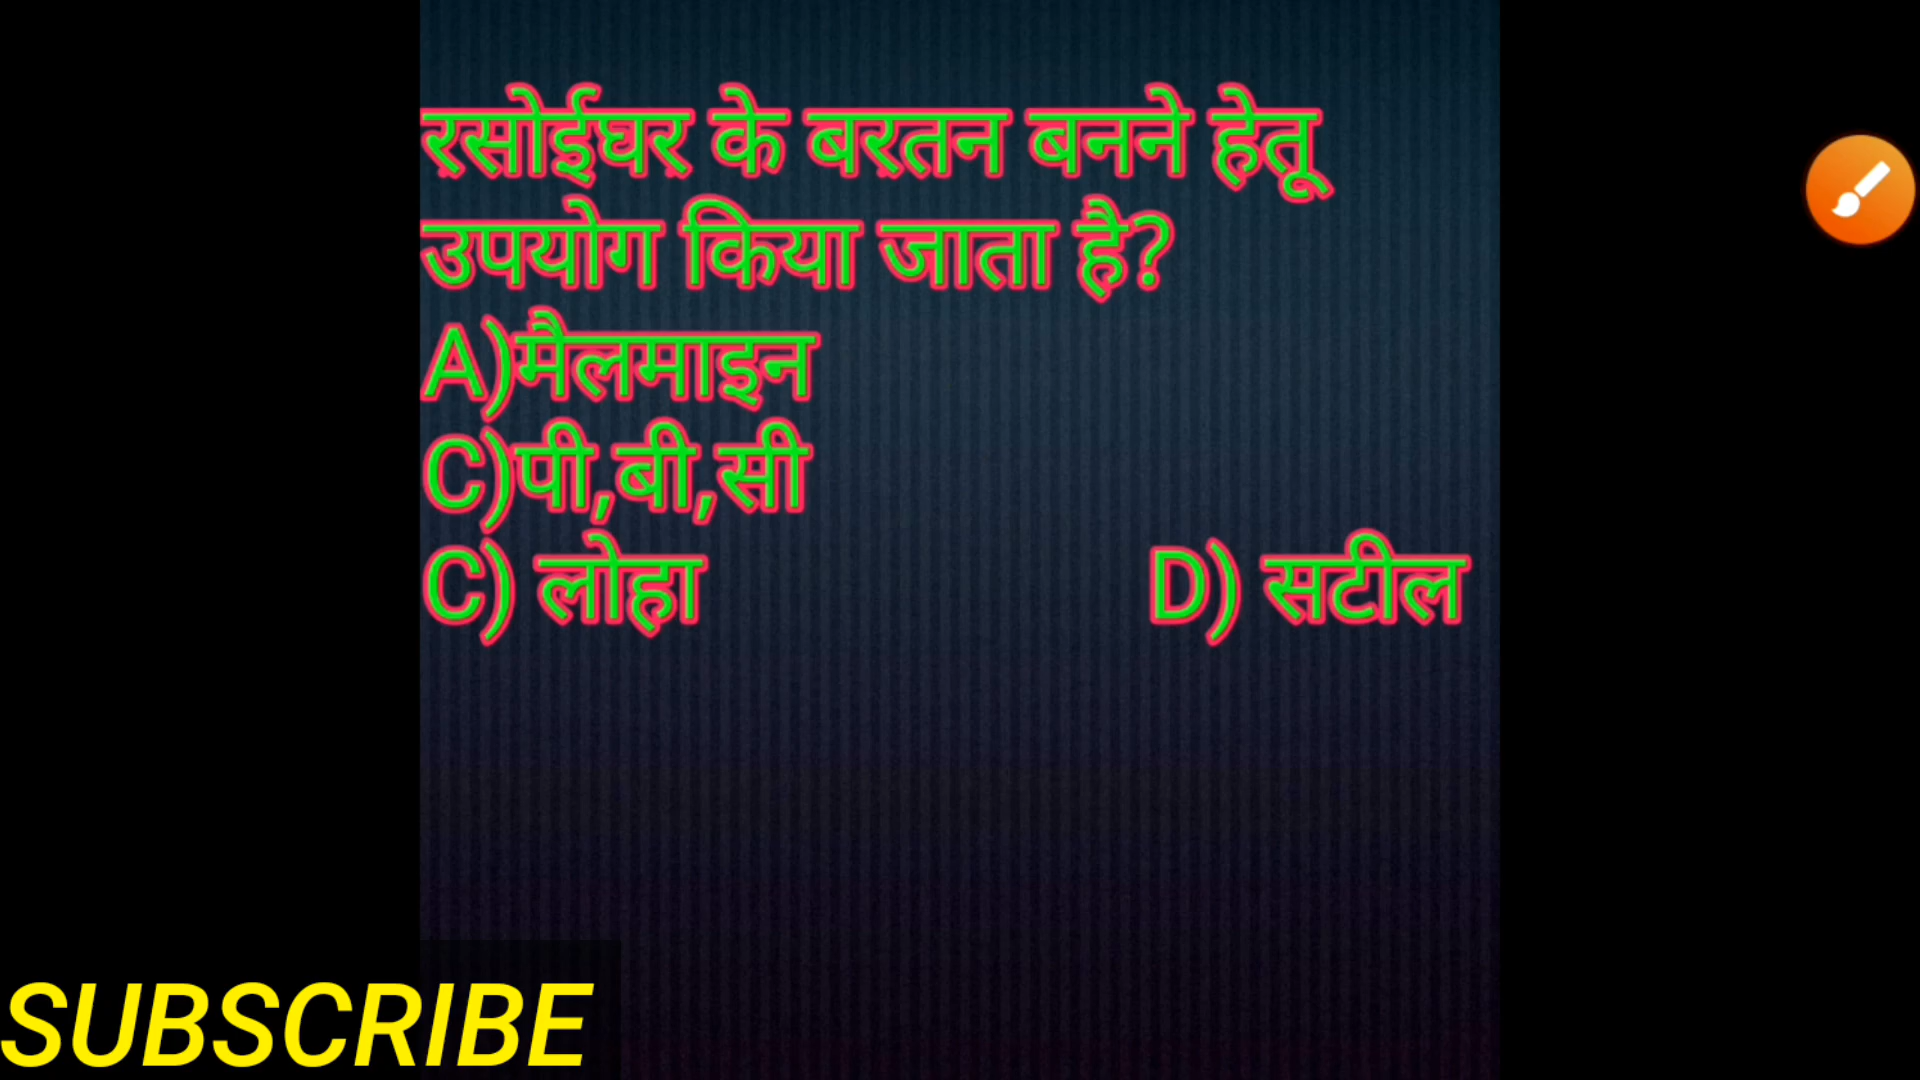 रसोईघर के बरतन बनने हेतू
उपयोग किया जाता है?
A)मैलमाइन
C)पी,बी,सी
C) लोहा D) सटील
SUBSCRIBE